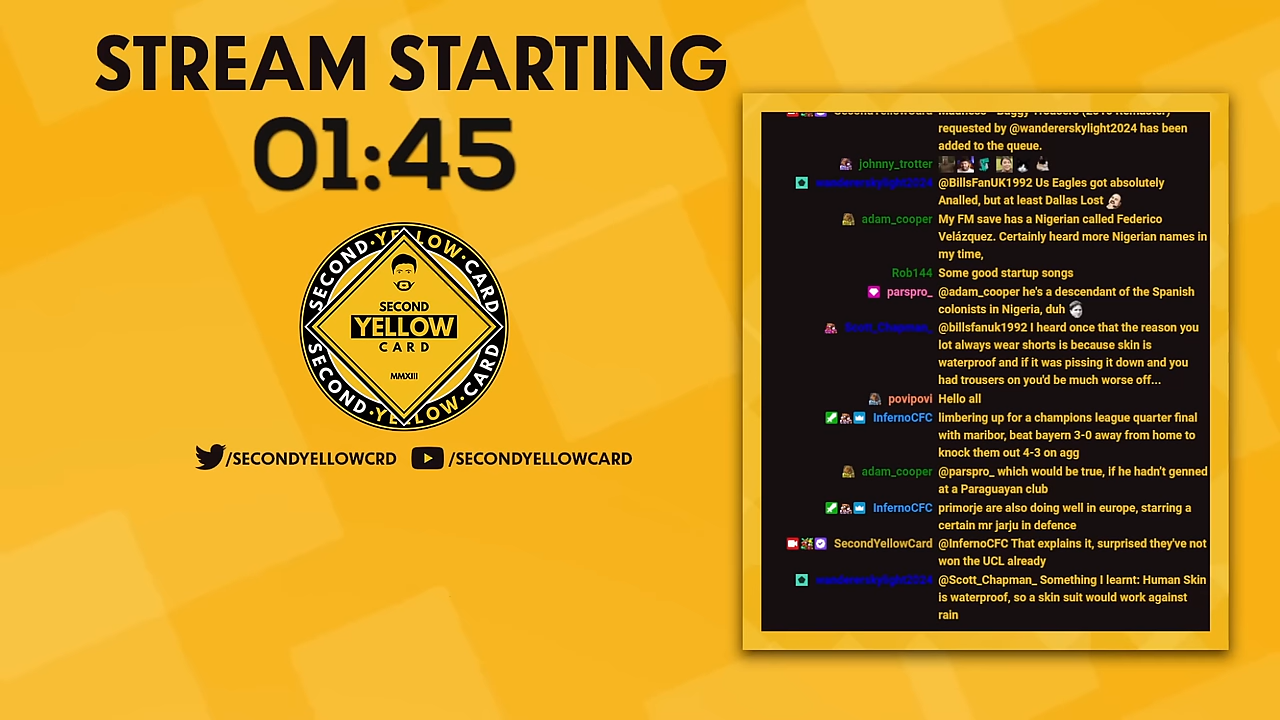 STREAM STARTING
01:45
SECOND·YELLOW·CARD
SECOND
YELLOW
CARD
MMXIII
SECOND·YELLOW·CARD
/SECONDYELLOWCRD /SECONDYELLOWCARD
requested by @wandererskylight2024 has been
added to the queue.
johnny_trotter
wandererskylight2024 @BillsFanUK1992 Us Eagles got absolutely
Analled, but at least Dallas Lost
adam_cooper My FM save has a Nigerian called Federico
Velázquez. Certainly heard more Nigerian names in
my time,
Rob144 Some good startup songs
parspro_ @adam_cooper he's a descendant of the Spanish
colonists in Nigeria, duh
Scott_Chapman_ @billsfanuk1992 I heard once that the reason you
lot always wear shorts is because skin is
waterproof and if it was pissing it down and you
had trousers on you'd be much worse off...
povipovi Hello all
InfernoCFC limbering up for a champions league quarter final
with maribor, beat bayern 3-0 away from home to
knock them out 4-3 on agg
adam_cooper @parspro_ which would be true, if he hadn't genned
at a Paraguayan club
InfernoCFC primorje are also doing well in europe, starring a
certain mr jarju in defence
SecondYellowCard @InfernoCFC That explains it, surprised they've not
won the UCL already
wandererskylight2024 @Scott_Chapman_ Something I learnt: Human Skin
is waterproof, so a skin suit would work against
rain